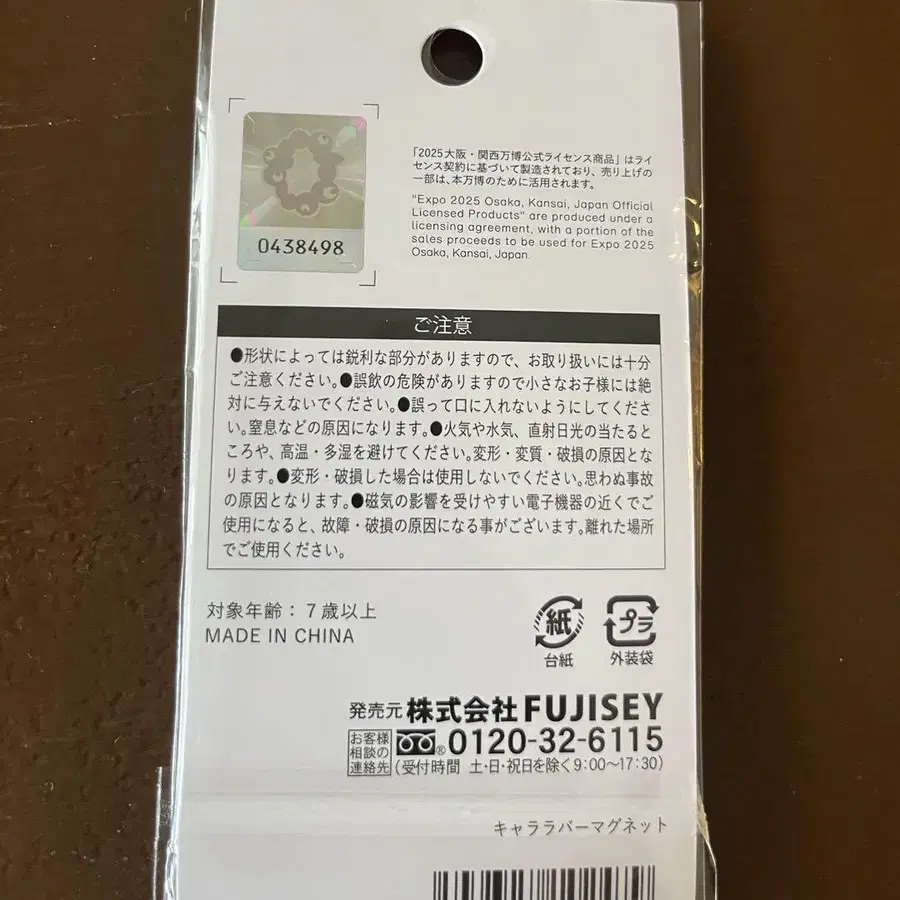 0438498
「2025大阪・関西万博公式ライセンス商品」はライ
センス契約に基づいて製造されており、売り上げの
一部は、本万博のために活用されます。
"Expo 2025 Osaka, Kansai, Japan Official
Licensed Products" are produced under a
licensing agreement, with a portion of the
sales proceeds to be used for Expo 2025
Osaka, Kansai, Japan.
ご注意
●形状によっては鋭利な部分がありますので、お取り扱いには十分
ご注意ください。●誤飲の危険がありますので小さなお子様には絶
対に与えないでください。●誤って口に入れないようにしてくださ
い。窒息などの原因になります。●火気や水気、直射日光の当たると
ころや、高温・多湿を避けてください。変形・変質・破損の原因とな
ります。●変形・破損した場合は使用しないでください。思わぬ事故
の原因となります。●磁気の影響を受けやすい電子機器の近くでご
使用になると、故障・破損の原因になる事がございます。離れた場所
でご使用ください。
対象年齢：7歳以上
MADE IN CHINA
紙
台紙
プラ
外装袋
発売元 株式会社FUJISEY
お客様
相談の
連絡先
® 0120-32-6115
(受付時間 土・日・祝日を除く9:00~17:30)
キャララバーマグネット